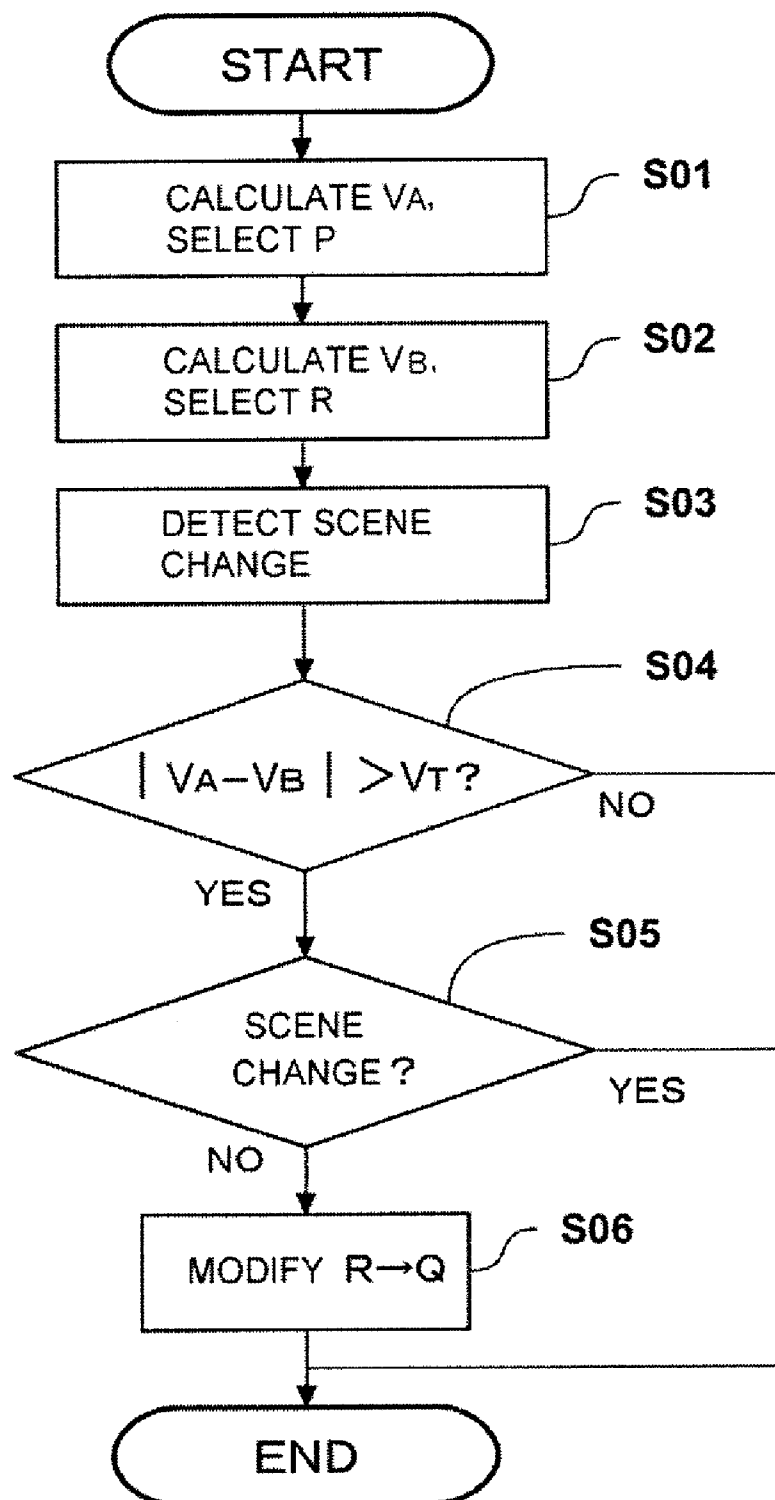 START
CALCULATE VA,
SELECT P
S01
CALCULATE VB,
SELECT R
S02
DETECT SCENE
CHANGE
S03
S04
| VA-VB | >VT?
NO
YES
S05
SCENE
CHANGE?
YES
NO
S06
MODIFY R→Q
END